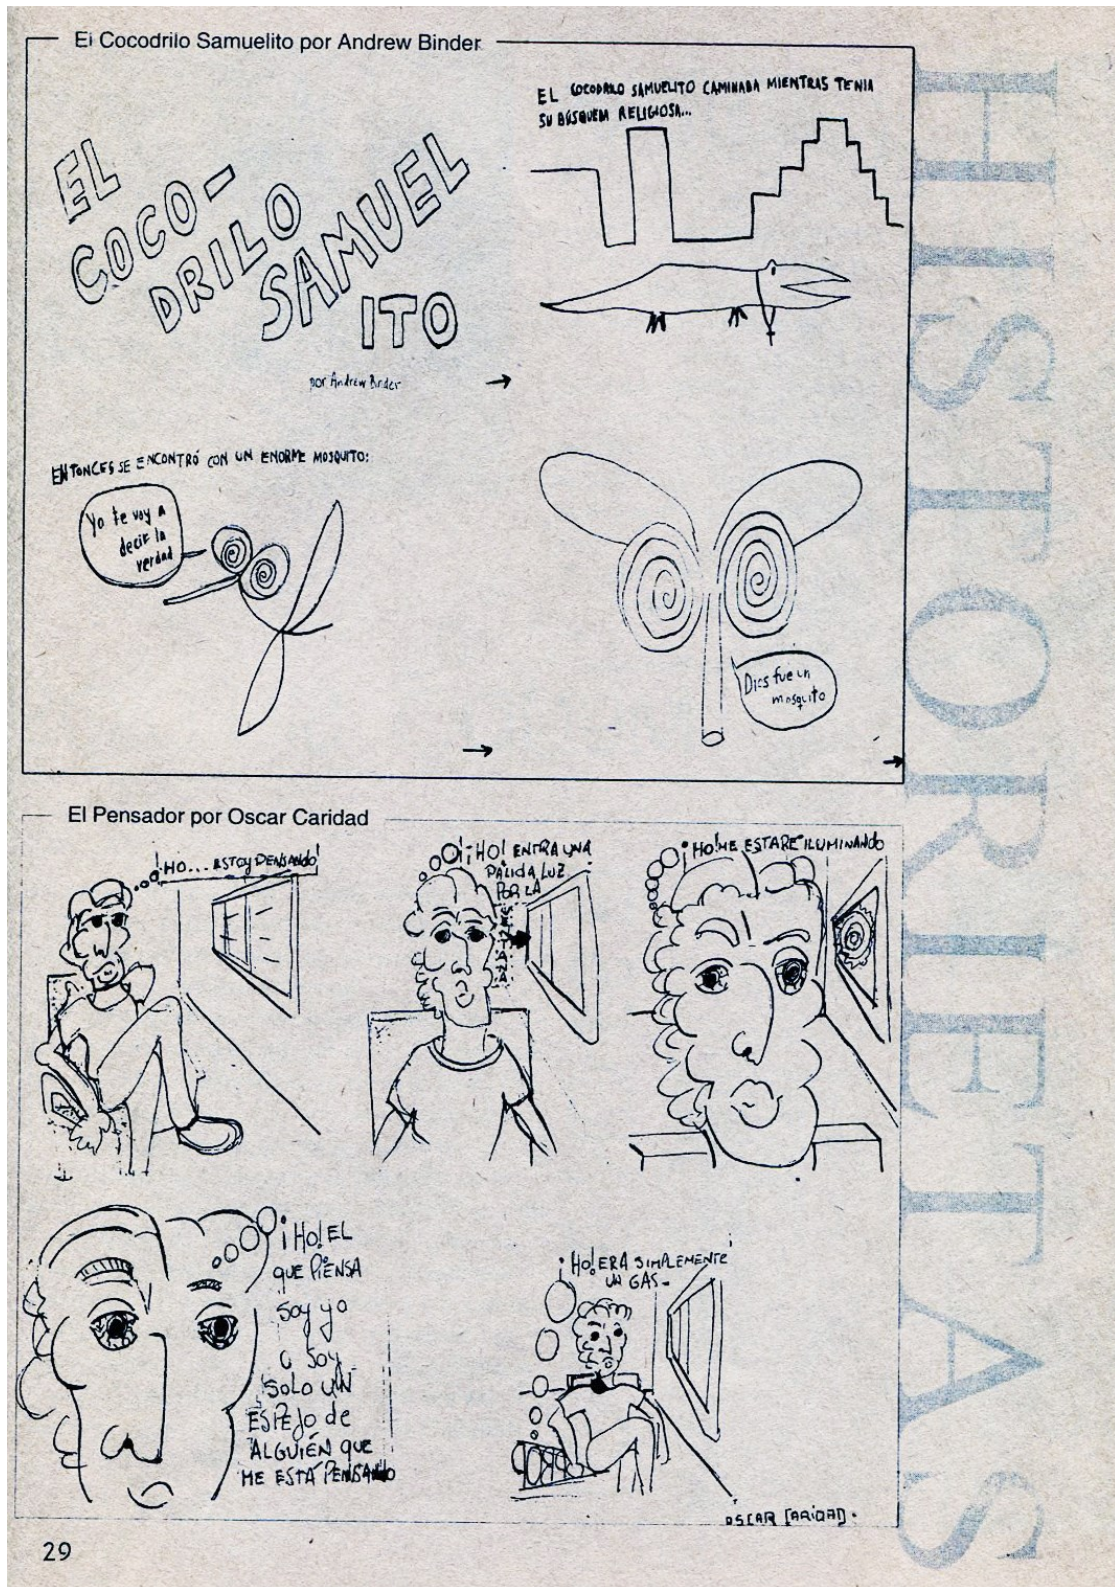 El Cocodrilo Samuelito por Andrew Binder
EL
COCO-
DRILO
SAMUEL
ITO
por Andrew Binder
EL COCODRILO SAMUELITO CAMINABA MIENTRAS TENIA
SU BÚSQUEDA RELIGIOSA...
ENTONCES SE ENCONTRÓ CON UN ENORME MOSQUITO:
Yo te voy a
decir la
verdad
Dios fue un
mosquito
El Pensador por Oscar Caridad
¡HO... ESTOY PENSANDO!
¡HO! ENTRA UNA
PÁLIDA LUZ
POR LA
VENTANA
¡HO! ME ESTARE ILUMINANDO
¡HO! EL
QUE PIENSA
SOY YO
O SOY
SOLO UN
ESPEJO de
ALGUIÉN QUE
ME ESTÁ PENSANDO
¡HO! ERA SIMPLEMENTE
UN GAS.
OSCAR CARIDAD.
29
HISTORIETAS